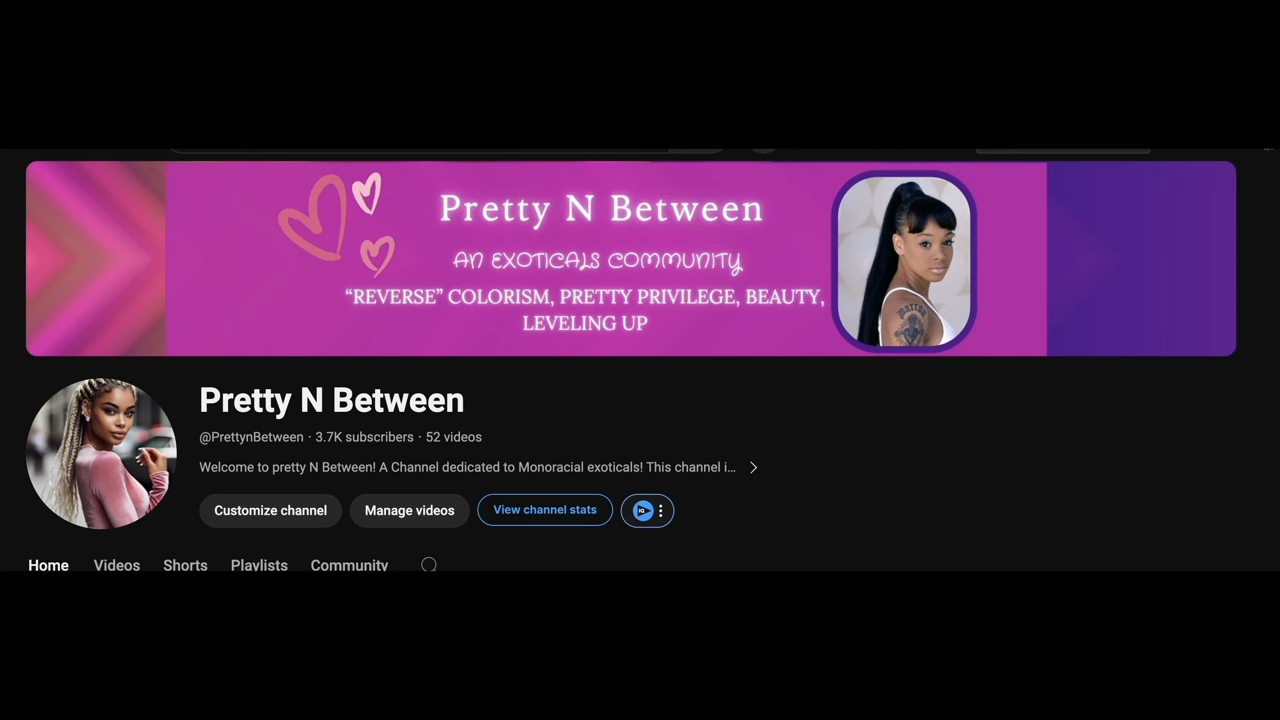 Pretty N Between
AN EXOTICALS COMMUNITY
“REVERSE” COLORISM, PRETTY PRIVILEGE, BEAUTY,
LEVELING UP
Pretty N Between
@PrettynBetween · 3.7K subscribers · 52 videos
Welcome to pretty N Between! A Channel dedicated to Monoracial exoticals! This channel i...
Customize channel Manage videos View channel stats IQ
Home Videos Shorts Playlists Community